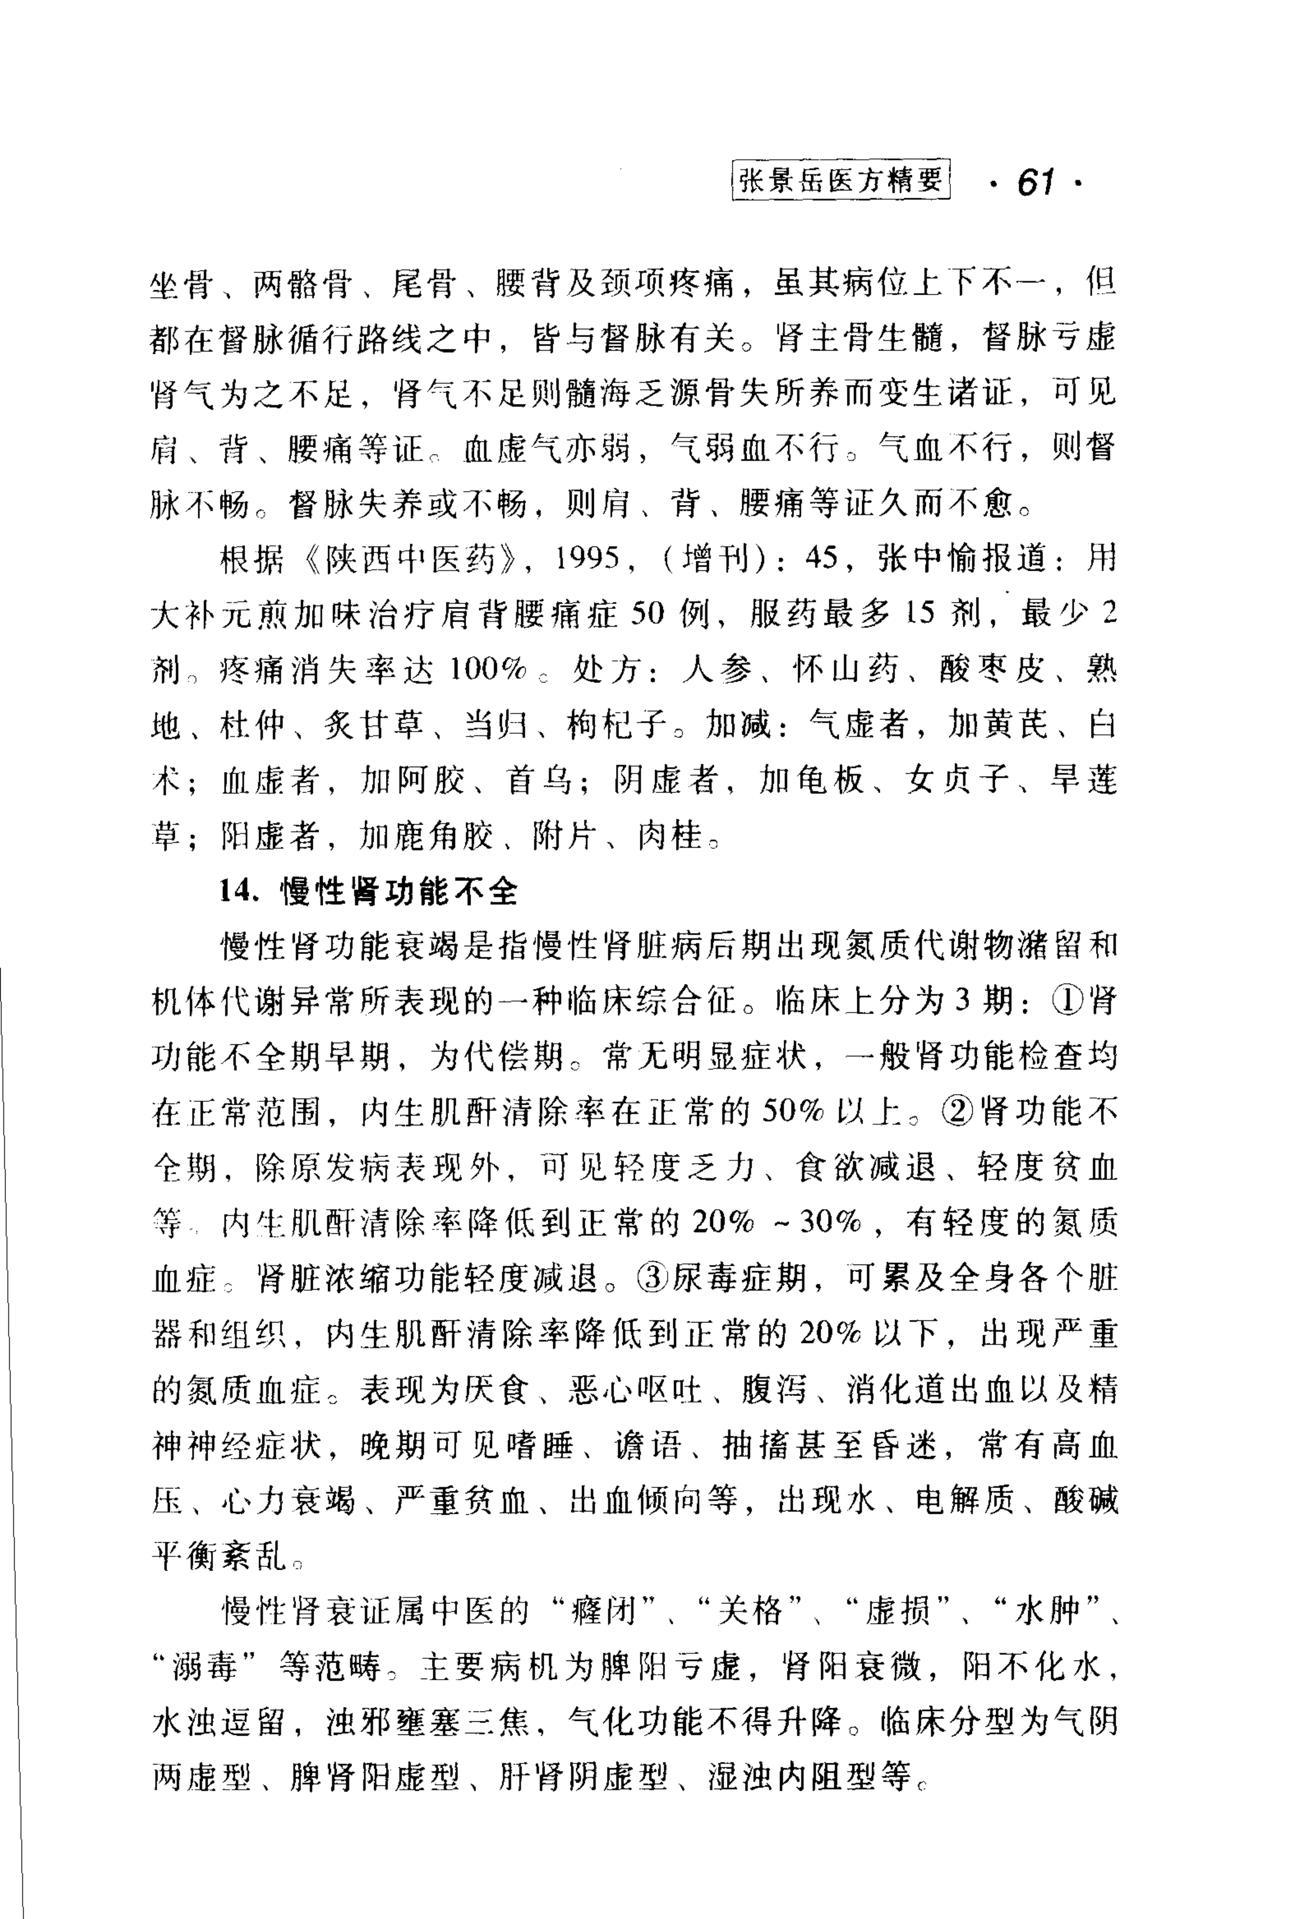 张景岳医方精要 · 61 ·
坐骨、两髂骨、尾骨、腰背及颈项疼痛，虽其病位上下不一，但
都在督脉循行路线之中，皆与督脉有关。肾主骨生髓，督脉亏虚
肾气为之不足，肾气不足则髓海乏源骨失所养而变生诸证，可见
肩、背、腰痛等证。血虚气亦弱，气弱血不行。气血不行，则督
脉不畅。督脉失养或不畅，则肩、背、腰痛等证久而不愈。
根据《陕西中医药》，1995，（增刊）：45，张中愉报道：用
大补元煎加味治疗肩背腰痛症 50 例，服药最多 15 剂，最少 2
剂。疼痛消失率达 100%。处方：人参、怀山药、酸枣皮、熟
地、杜仲、炙甘草、当归、枸杞子。加减：气虚者，加黄芪、白
术；血虚者，加阿胶、首乌；阴虚者，加龟板、女贞子、旱莲
草；阳虚者，加鹿角胶、附片、肉桂。
14. 慢性肾功能不全
慢性肾功能衰竭是指慢性肾脏病后期出现氮质代谢物潴留和
机体代谢异常所表现的一种临床综合征。临床上分为 3 期：①肾
功能不全期早期，为代偿期。常无明显症状，一般肾功能检查均
在正常范围，内生肌酐清除率在正常的 50% 以上。②肾功能不
全期，除原发病表现外，可见轻度乏力、食欲减退、轻度贫血
等。内生肌酐清除率降低到正常的 20% ~ 30%，有轻度的氮质
血症。肾脏浓缩功能轻度减退。③尿毒症期，可累及全身各个脏
器和组织，内生肌酐清除率降低到正常的 20% 以下，出现严重
的氮质血症。表现为厌食、恶心呕吐、腹泻、消化道出血以及精
神神经症状，晚期可见嗜睡、谵语、抽搐甚至昏迷，常有高血
压、心力衰竭、严重贫血、出血倾向等，出现水、电解质、酸碱
平衡紊乱。
慢性肾衰证属中医的“癃闭”、“关格”、“虚损”、“水肿”、
“溺毒”等范畴。主要病机为脾阳亏虚，肾阳衰微，阳不化水，
水浊逗留，浊邪壅塞三焦，气化功能不得升降。临床分型为气阴
两虚型、脾肾阳虚型、肝肾阴虚型、湿浊内阻型等。